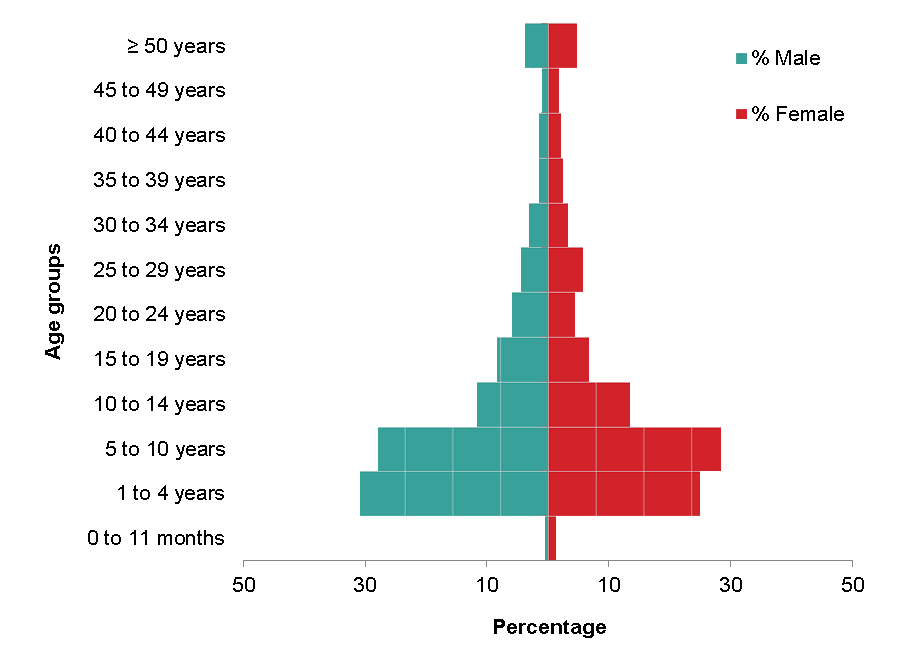 ≥ 50 years
% Male
45 to 49 years
% Female
40 to 44 years
35 to 39 years
30 to 34 years
25 to 29 years
20 to 24 years
15 to 19 years
10 to 14 years
5 to 10 years
1 to 4 years
0 to 11 months
Age groups
50 30 10 10 30 50
Percentage